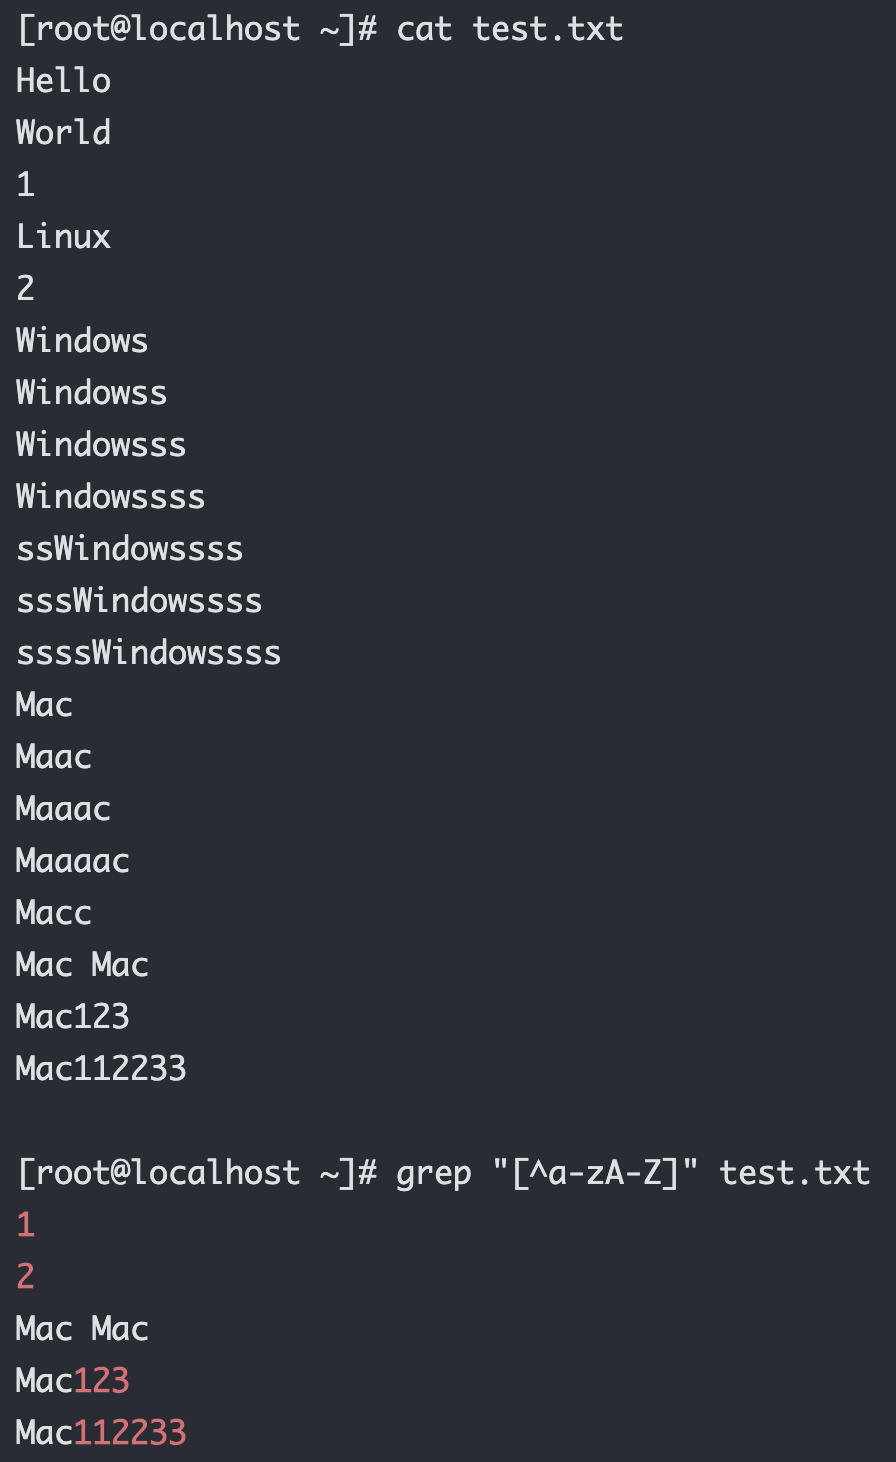 [root@localhost ~]# cat test.txt
Hello
World
1
Linux
2
Windows
Windowss
Windowsss
Windowssss
ssWindowssss
sssWindowssss
ssssWindowssss
Mac
Maac
Maaac
Maaaac
Macc
Mac Mac
Mac123
Mac112233
[root@localhost ~]# grep "[^a-zA-Z]" test.txt
1
2
Mac Mac
Mac123
Mac112233